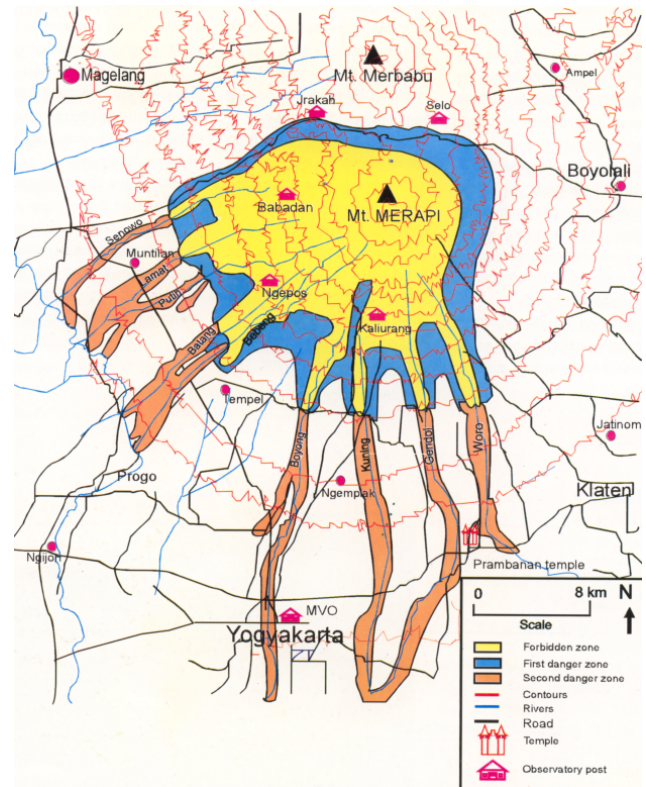 Mt. Merbabu
Magelang
Ampel
Jrakah
Selo
Boyolali
Babadan
Mt. MERAPI
Senowo
Muntilan
Lamat
Putih
Ngepos
Bebeng
Kaliurang
Batang
Tempel
Jatinom
Boyong
Kuning
Gendol
Woro
Progo
Ngemplak
Klaten
Ngijon
Prambanan temple
MVO
Yogyakarta
0 8 km N
Scale
Forbidden zone
First danger zone
Second danger zone
Contours
Rivers
Road
Temple
Observatory post